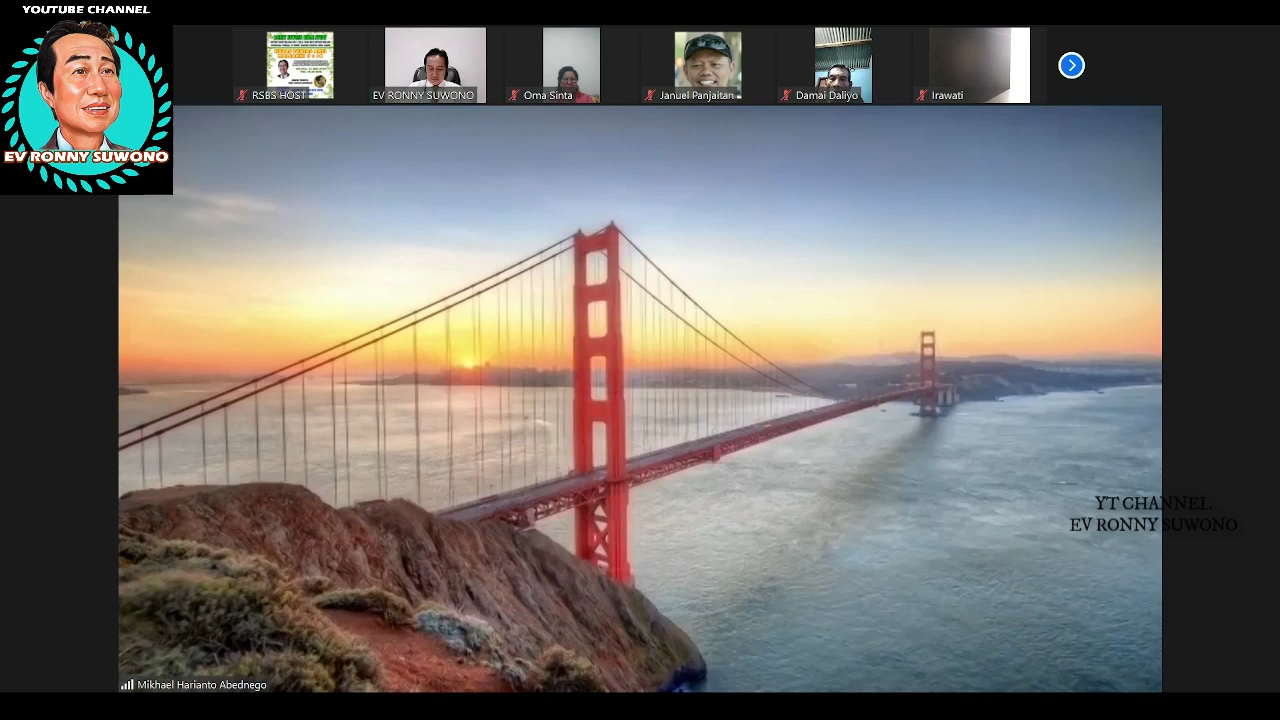 YOUTUBE CHANNEL
EV RONNY SUWONO
RSBS HOST
EV RONNY SUWONO
Oma Sinta
Januel Panjaitan
Damai Daliyo
Irawati
YT CHANNEL
EV RONNY SUWONO
Mikhael Harianto Abednego